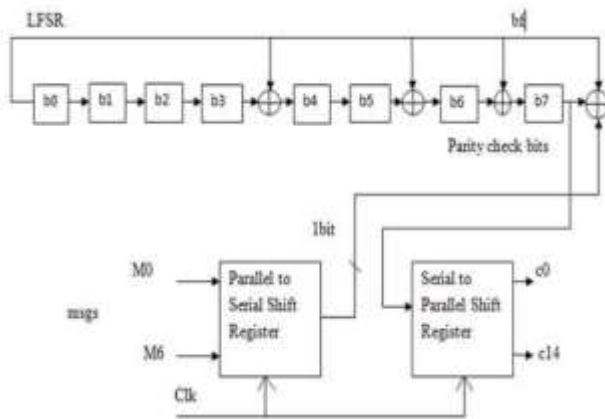 LFSR
bf
b0 b1 b2 b3 b4 b5 b6 b7
Parity check bits
1bit
M0
Parallel to
Serial Shift
Register
Serial to
Parallel Shift
Register
c0
msgs
M6
c14
Clk